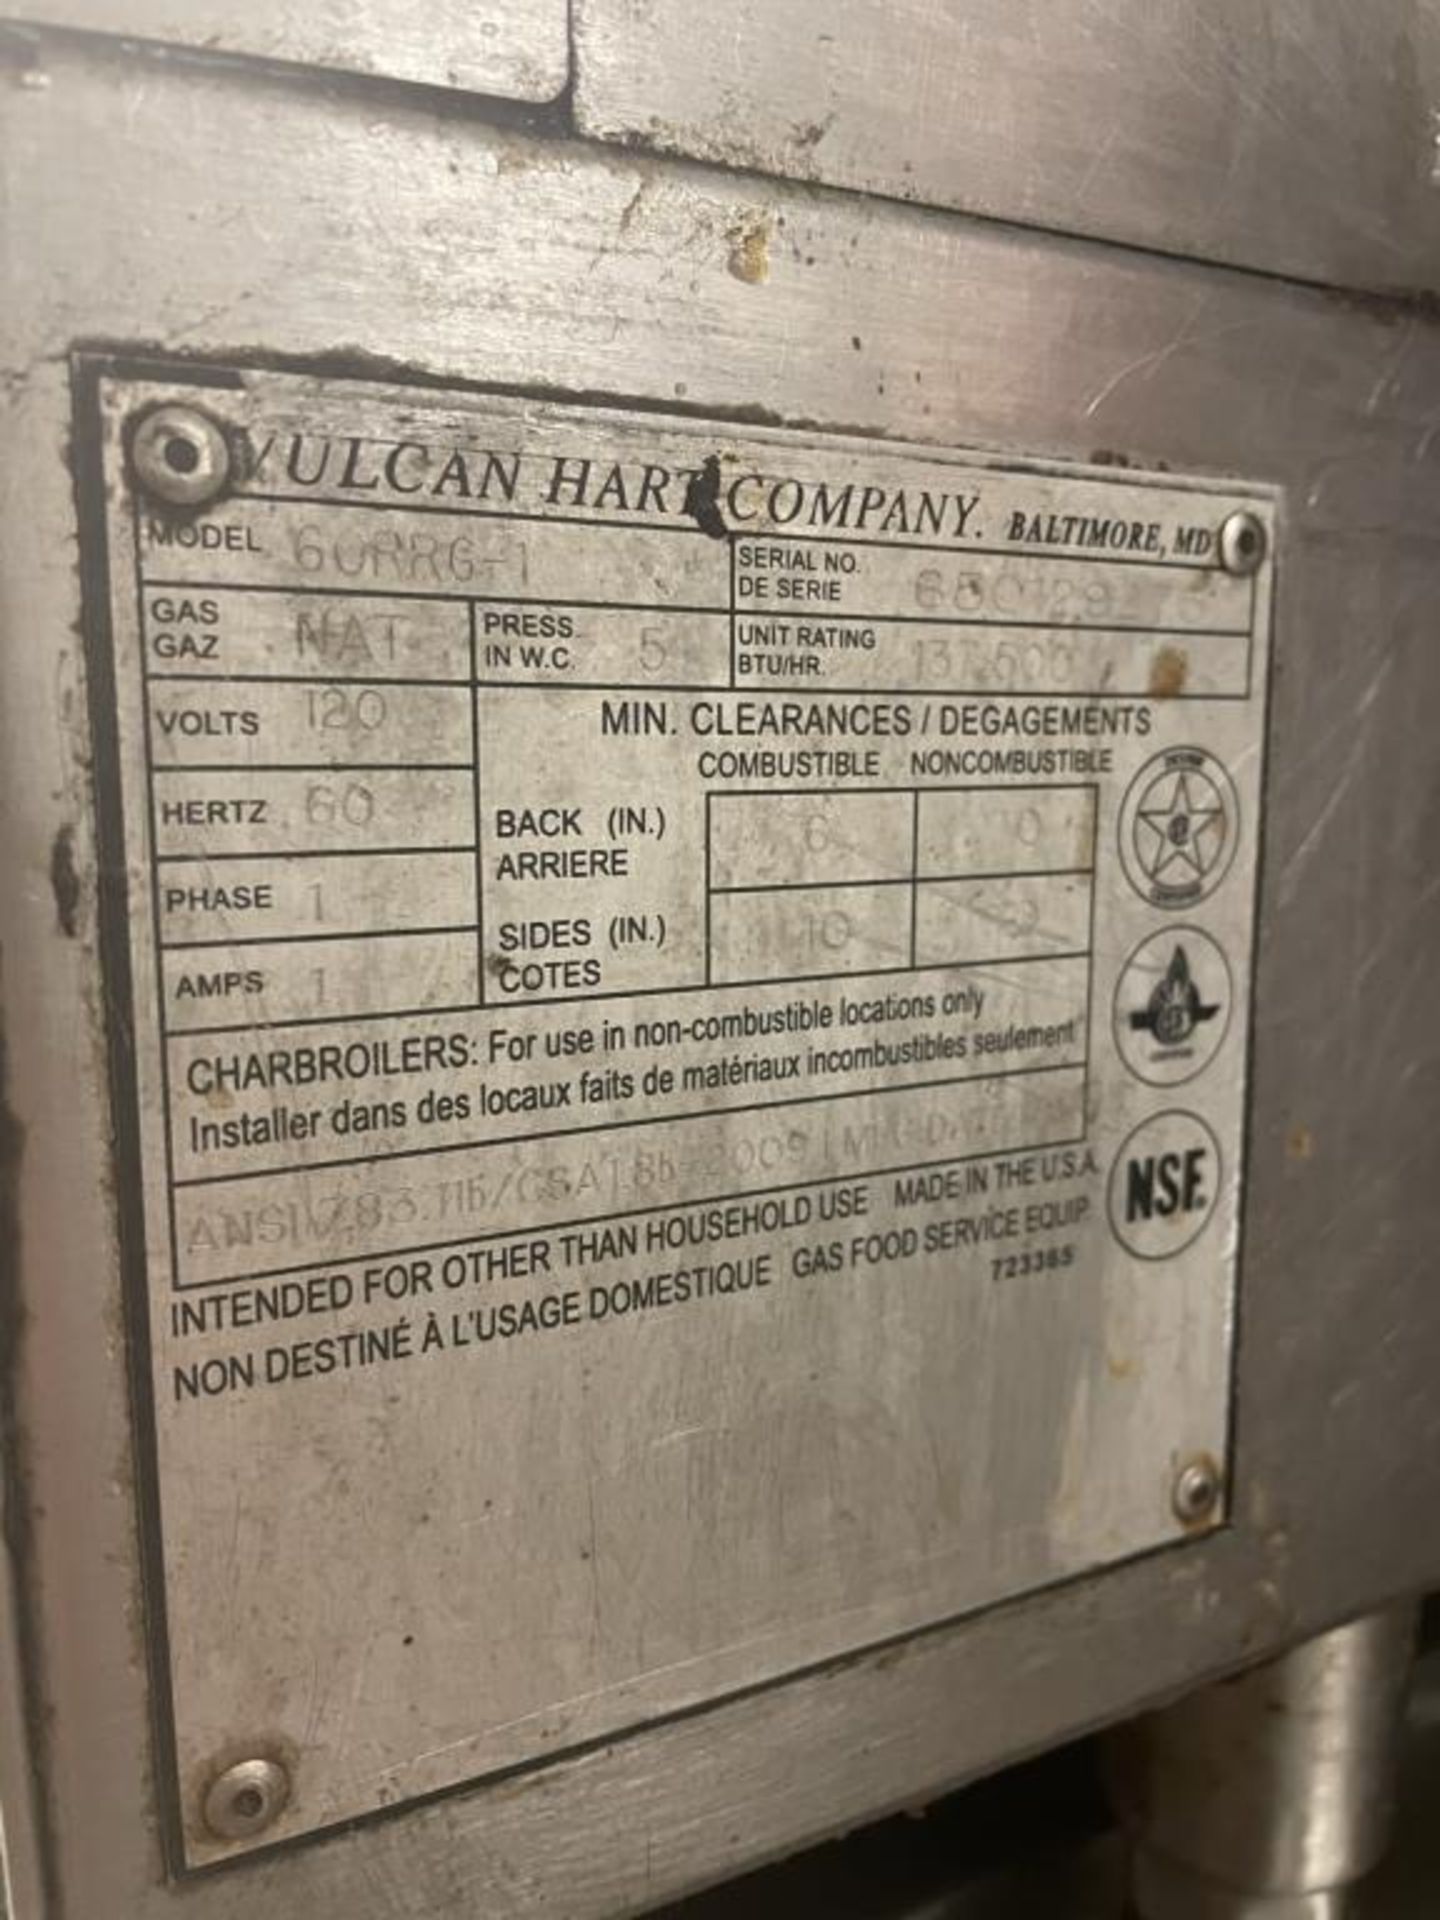 VULCAN HART COMPANY. BALTIMORE, MD
MODEL 60RRG-1
SERIAL NO.
DE SERIE
GAS
GAZ NAT
PRESS.
IN W.C. 5
UNIT RATING
BTU/HR.
VOLTS 120
MIN. CLEARANCES / DEGAGEMENTS
COMBUSTIBLE NONCOMBUSTIBLE
HERTZ 60
BACK (IN.) 6 0
ARRIERE
PHASE 1
SIDES (IN.) 10 0
COTES
AMPS 1
CHARBROILERS: For use in non-combustible locations only
Installer dans des locaux faits de matériaux incombustibles seulement
INTENDED FOR OTHER THAN HOUSEHOLD USE MADE IN THE U.S.A.
NON DESTINÉ À L'USAGE DOMESTIQUE GAS FOOD SERVICE EQUIP.
723365
NSF.